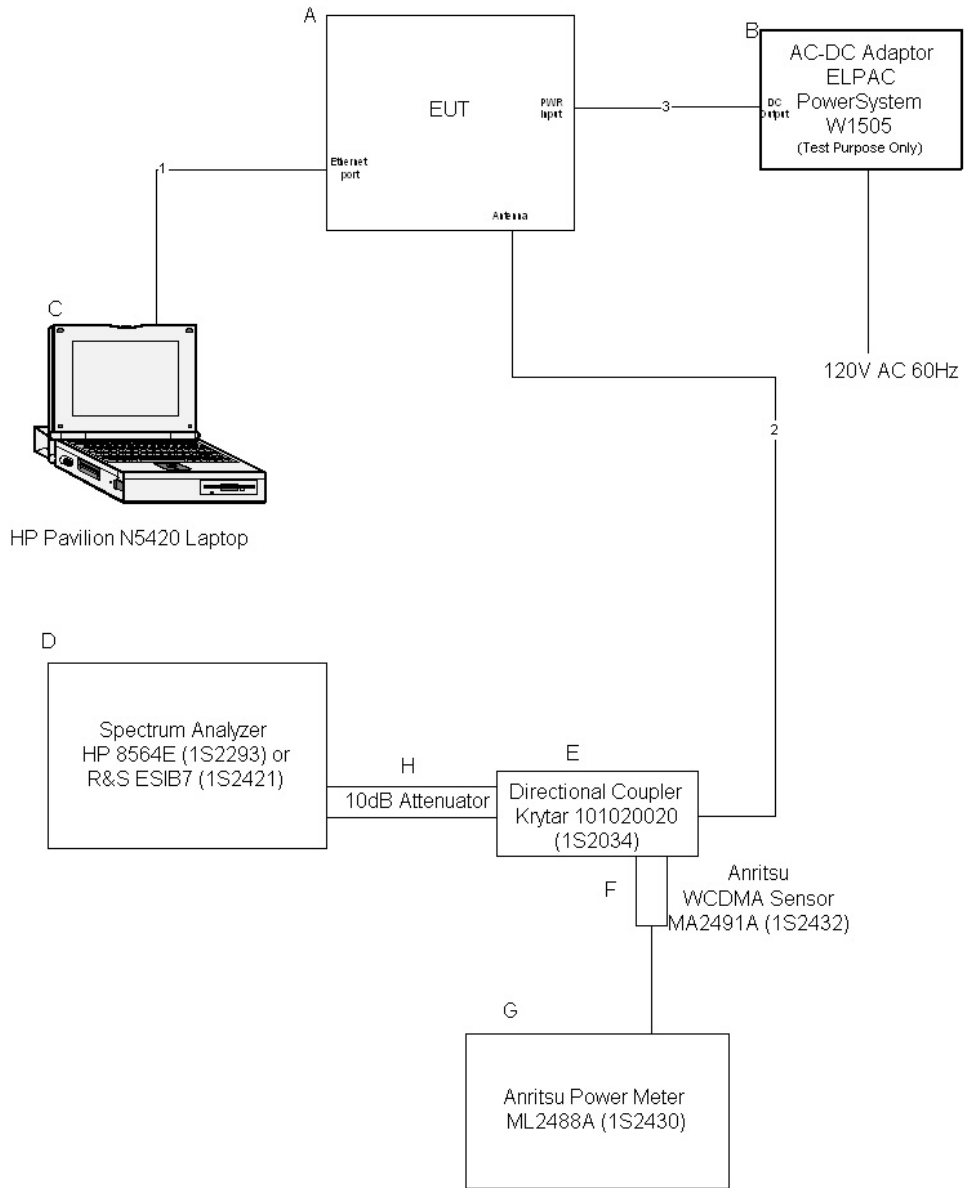 A
EUT
PWR
Input
Ethernet
port
Antenna
B
AC-DC Adaptor
ELPAC
PowerSystem
W1505
(Test Purpose Only)
DC
Output
3
1
C
120V AC 60Hz
2
HP Pavilion N5420 Laptop
D
Spectrum Analyzer
HP 8564E (1S2293) or
R&S ESIB7 (1S2421)
H
10dB Attenuator
E
Directional Coupler
Krytar 101020020
(1S2034)
F
Anritsu
WCDMA Sensor
MA2491A (1S2432)
G
Anritsu Power Meter
ML2488A (1S2430)